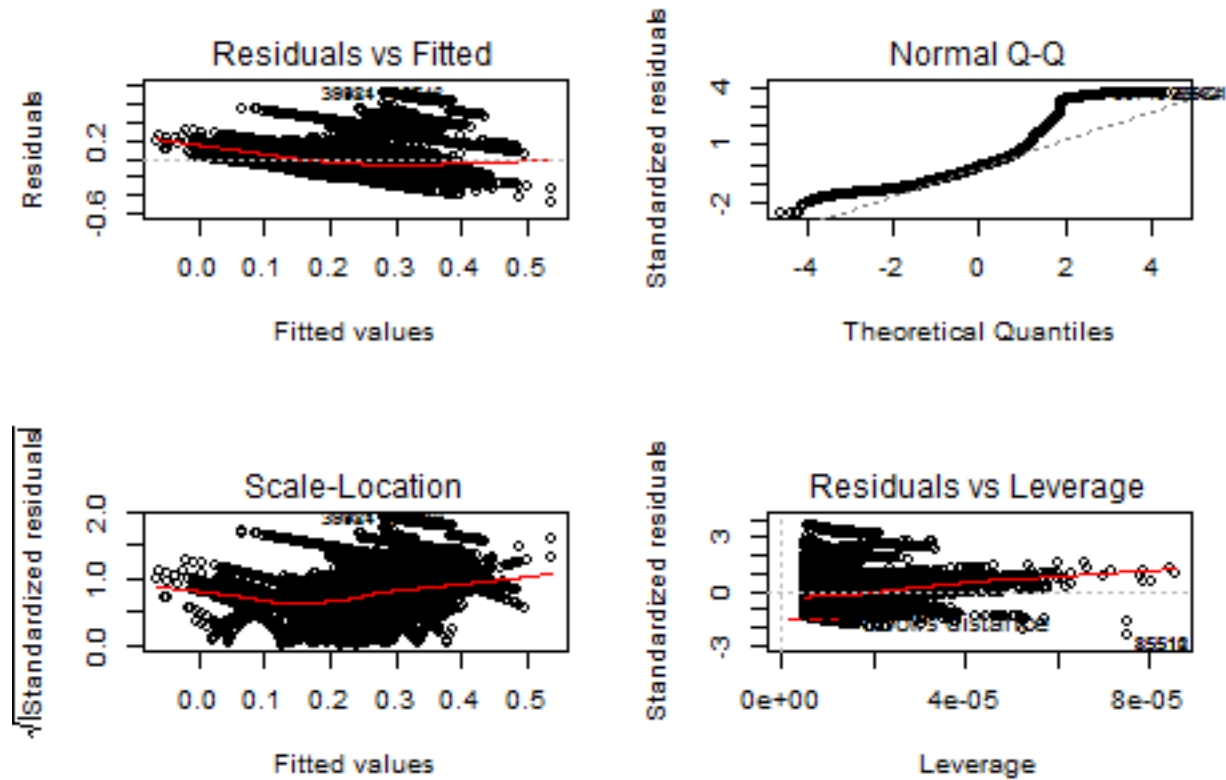 Residuals vs Fitted
Residuals
0.2
-0.6
0.0 0.1 0.2 0.3 0.4 0.5
Fitted values
Normal Q-Q
Standardized residuals
4
1
-2
-4 -2 0 2 4
Theoretical Quantiles
Scale-Location
√|Standardized residuals|
2.0
1.0
0.0
0.0 0.1 0.2 0.3 0.4 0.5
Fitted values
Residuals vs Leverage
Standardized residuals
3
0
-3
distance
0e+00 4e-05 8e-05
Leverage